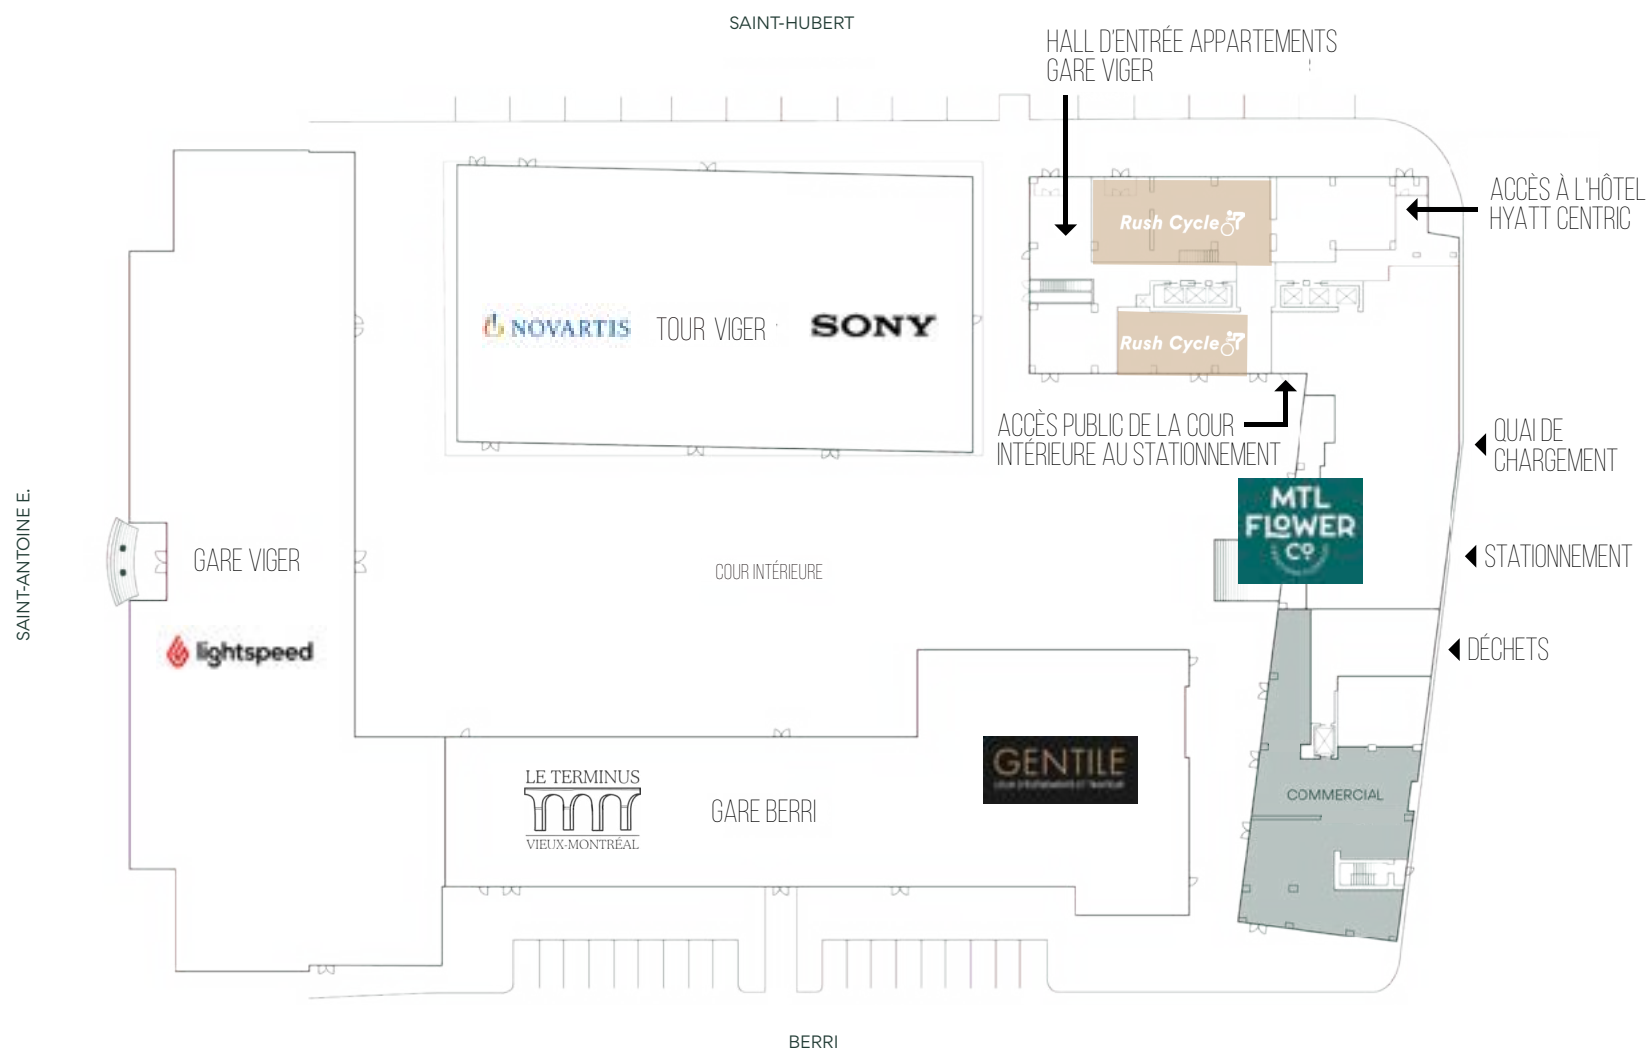 SAINT-HUBERT
HALL D'ENTRÉE APPARTEMENTS
GARE VIGER
ACCÈS À L'HÔTEL
HYATT CENTRIC
Rush Cycle
NOVARTIS
TOUR VIGER
SONY
Rush Cycle
ACCÈS PUBLIC DE LA COUR
INTÉRIEURE AU STATIONNEMENT
QUAI DE
CHARGEMENT
MTL
FLOWER
Co
STATIONNEMENT
SAINT-ANTOINE E.
GARE VIGER
COUR INTÉRIEURE
lightspeed
DÉCHETS
LE TERMINUS
VIEUX-MONTRÉAL
GARE BERRI
GENTILE
COMMERCIAL
BERRI